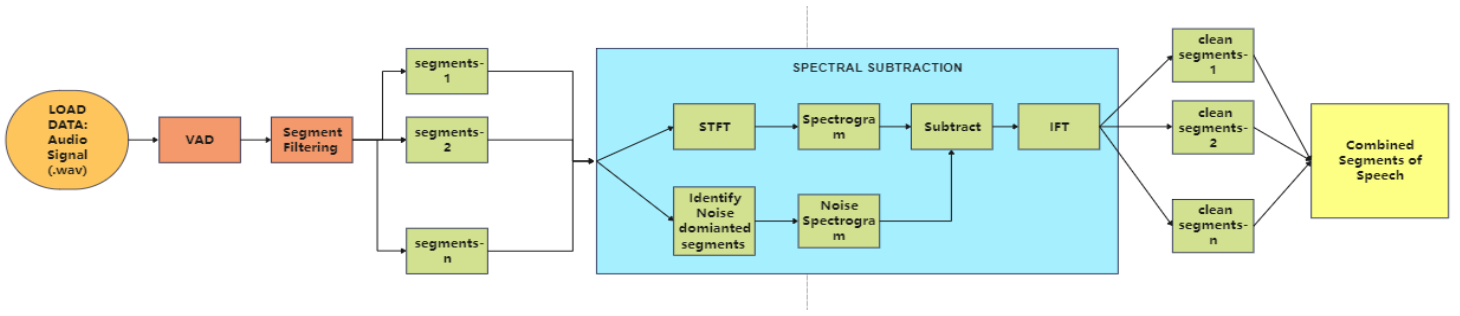 LOAD
DATA:
Audio
Signal
(.wav)
VAD
Segment
Filtering
segments-
1
segments-
2
segments-
n
SPECTRAL SUBTRACTION
STFT
Spectrogra
m
Subtract
IFT
Identify
Noise
domianted
segments
Noise
Spectrogra
m
clean
segments-
1
clean
segments-
2
clean
segments-
n
Combined
Segments of
Speech